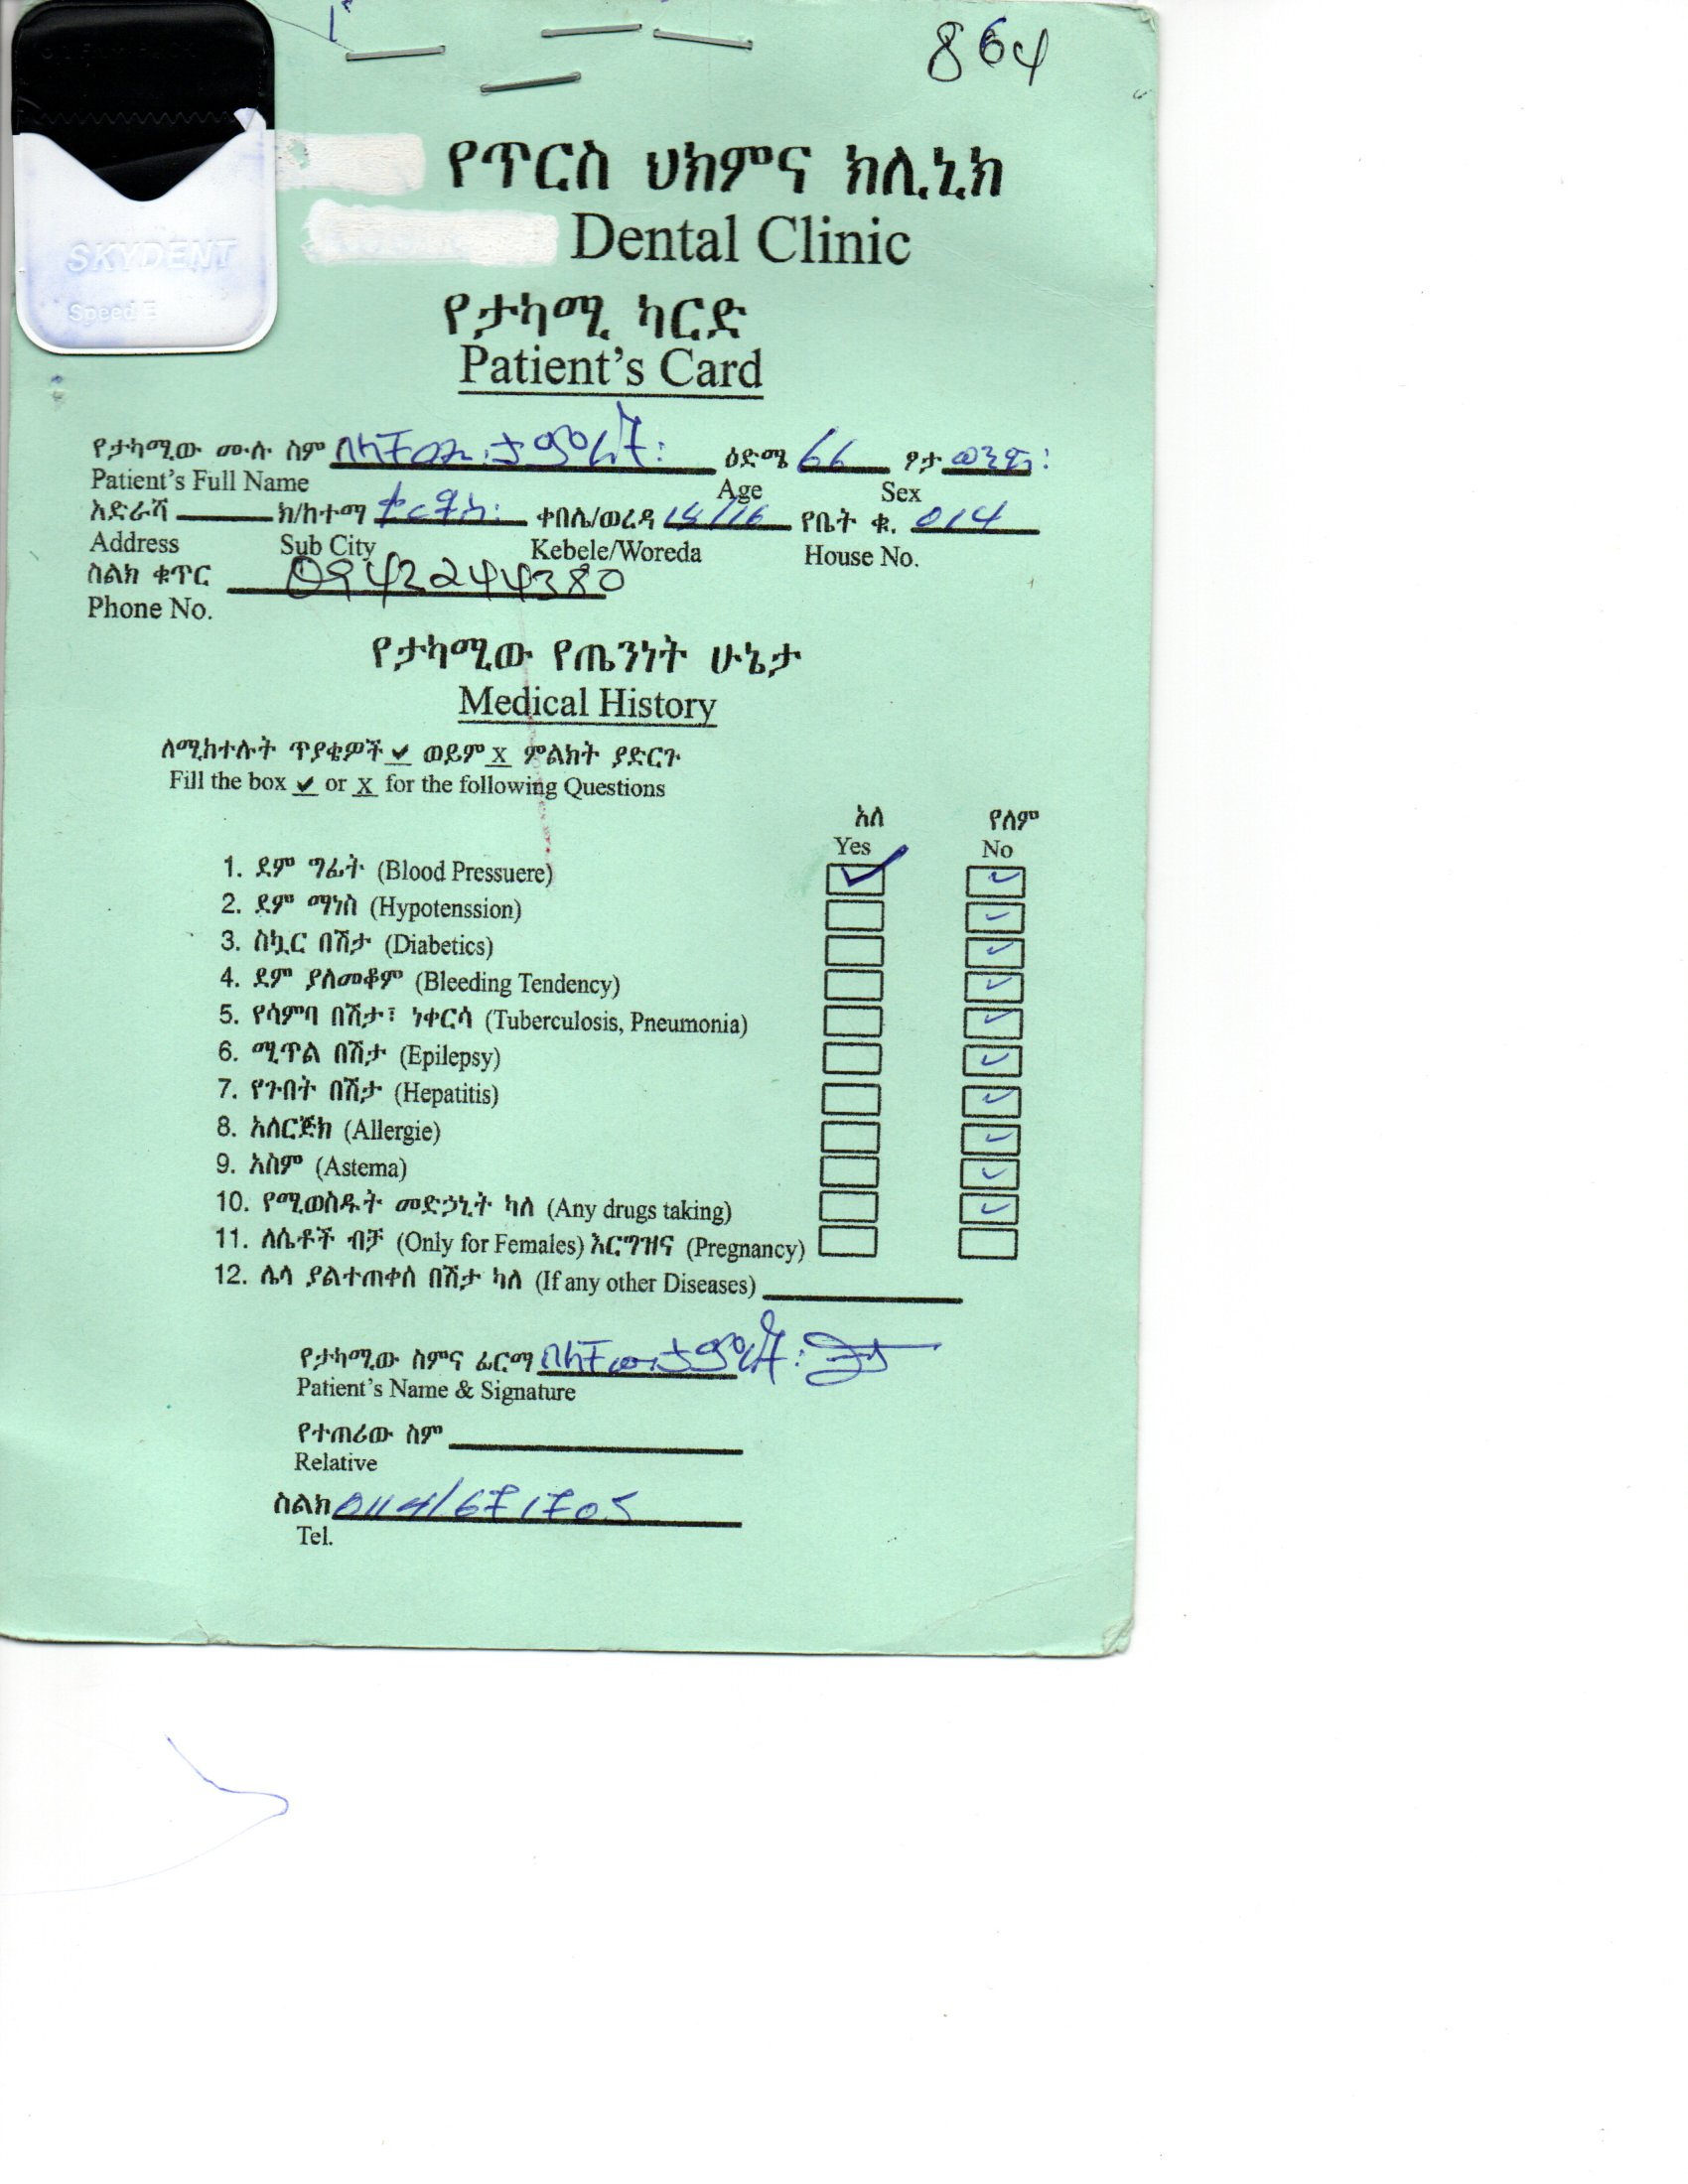 864
SKYDENT
Speed E
የጥርስ ህክምና ክሊኒክ
Dental Clinic
የታካሚ ካርድ
Patient's Card
የታካሚው ሙሉ ስም በላቸው ታምራት፡ ዕድሜ 66 ፆታ ወንድ፡
Patient's Full Name Age Sex
አድራሻ ክ/ከተማ ቂርቆስ፡ ቀበሌ/ወረዳ 15/16 የቤት ቁ. 014
Address Sub City Kebele/Woreda House No.
ስልክ ቁጥር 0942244380
Phone No.
የታካሚው የጤንነት ሁኔታ
Medical History
ለሚከተሉት ጥያቄዎች ✔ ወይም X ምልክት ያድርጉ
Fill the box ✔ or X for the following Questions
አለ የለም
Yes No
1. ደም ግፊት (Blood Pressuere) ✓ ✓
2. ደም ማነስ (Hypotenssion) ✓
3. ስኳር በሽታ (Diabetics) ✓
4. ደም ያለመቆም (Bleeding Tendency) ✓
5. የሳምባ በሽታ፣ ነቀርሳ (Tuberculosis, Pneumonia) ✓
6. ሚጥል በሽታ (Epilepsy) ✓
7. የጉበት በሽታ (Hepatitis) ✓
8. አለርጅክ (Allergie) ✓
9. አስም (Astema) ✓
10. የሚወስዱት መድኃኒት ካለ (Any drugs taking) ✓
11. ለሴቶች ብቻ (Only for Females) እርግዝና (Pregnancy)
12. ሌላ ያልተጠቀሰ በሽታ ካለ (If any other Diseases)
የታካሚው ስምና ፊርማ በላቸው ታምራት፡
Patient's Name & Signature
የተጠሪው ስም
Relative
ስልክ
Tel.